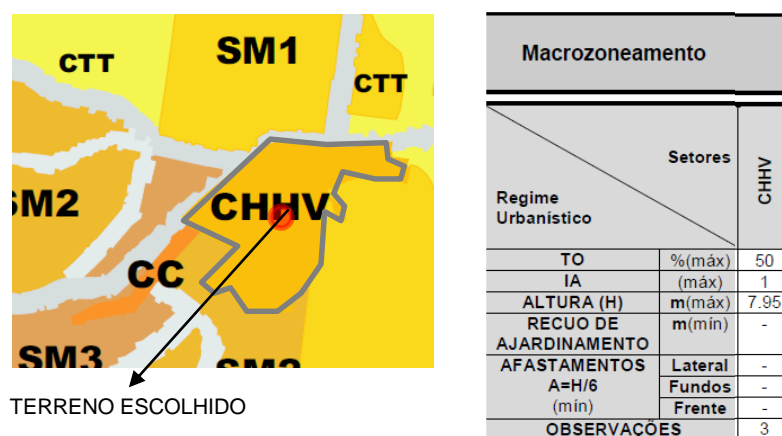 CTT
SM1
CTT
SM2
CHHV
CC
SM3
SM2
TERRENO ESCOLHIDO
Macrozoneamento
Setores
CHHV
Regime
Urbanístico
TO %(máx) 50
IA (máx) 1
ALTURA (H) m(máx) 7.95
RECUO DE m(mín) -
AJARDINAMENTO
AFASTAMENTOS Lateral -
A=H/6 Fundos -
(mín) Frente -
OBSERVAÇÕES 3